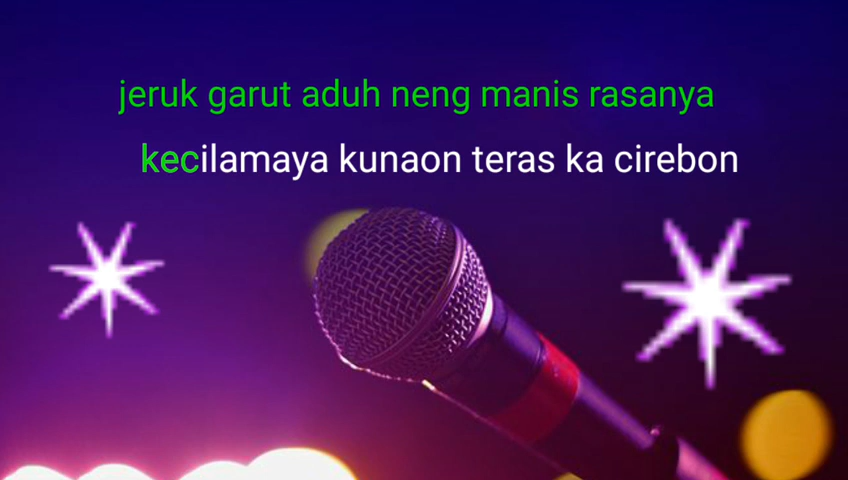 jeruk garut aduh neng manis rasanya
kecilamaya kunaon teras ka cirebon